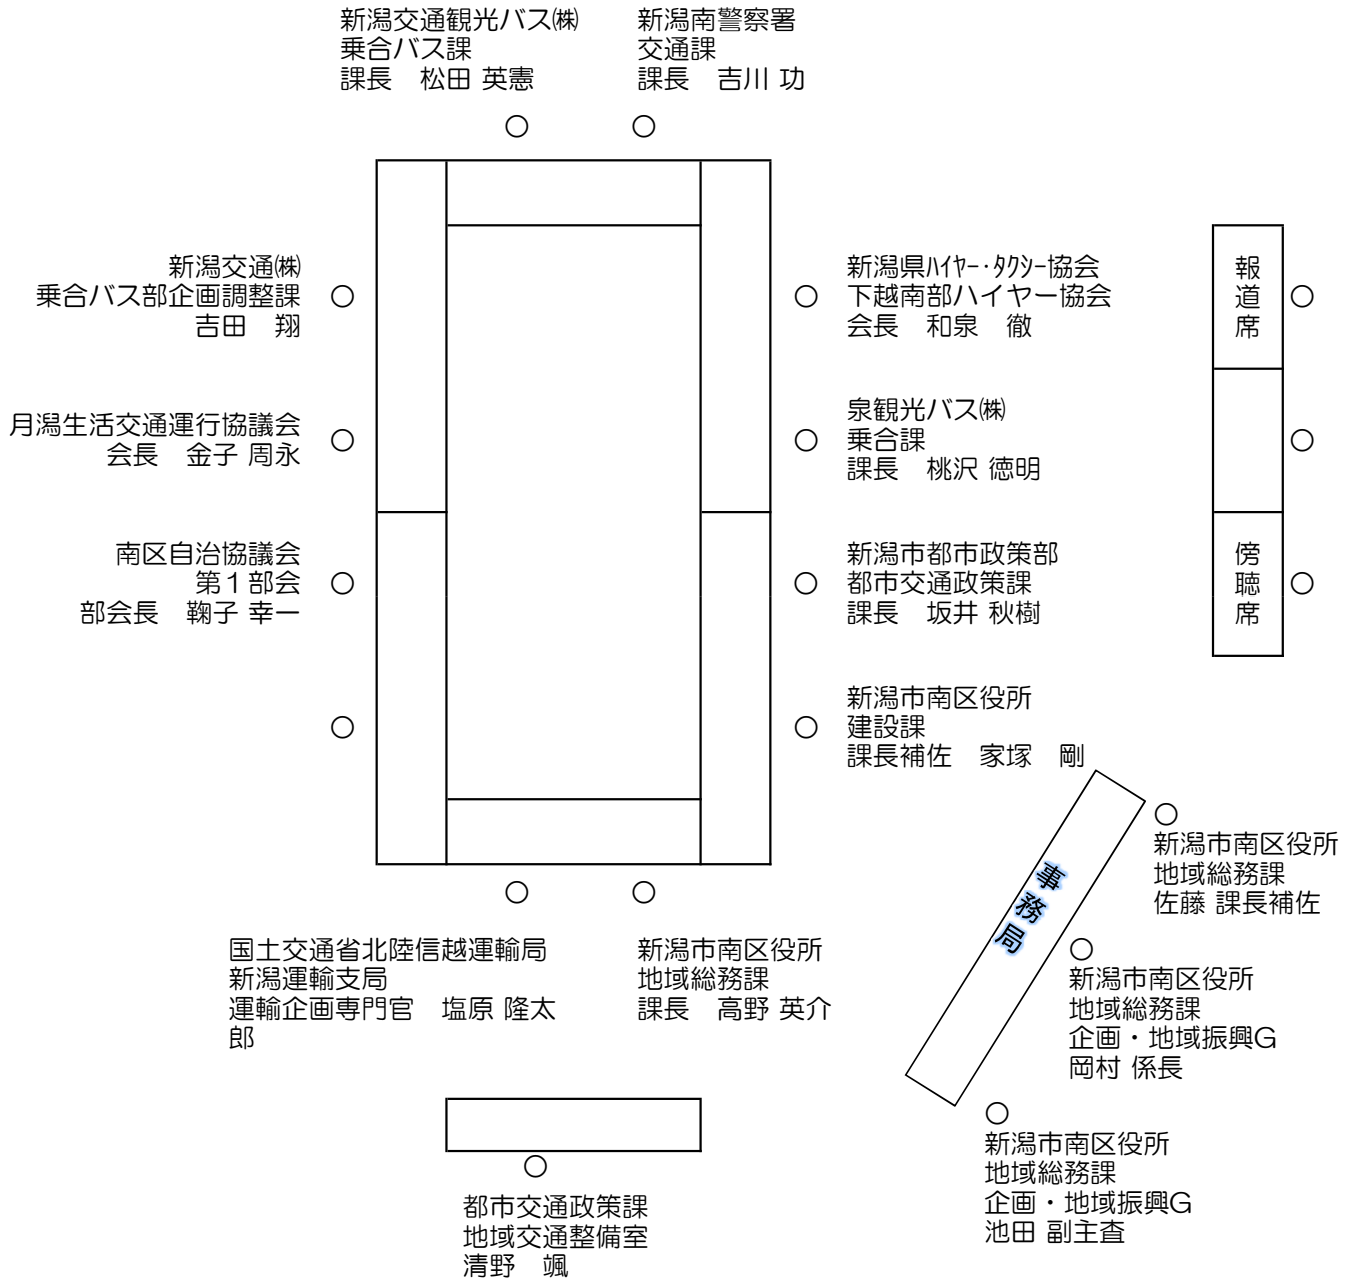 新潟交通観光バス㈱
乗合バス課
課長　松田 英憲
新潟南警察署
交通課
課長　吉川 功
新潟交通㈱
乗合バス部企画調整課
吉田　翔
月潟生活交通運行協議会
会長　金子 周永
南区自治協議会
第１部会
部会長　鞠子 幸一
新潟県ﾊｲﾔｰ･ﾀｸｼｰ協会
下越南部ハイヤー協会
会長　和泉　徹
泉観光バス㈱
乗合課
課長　桃沢 徳明
新潟市都市政策部
都市交通政策課
課長　坂井 秋樹
新潟市南区役所
建設課
課長補佐　家塚　剛
報道席
傍聴席
国土交通省北陸信越運輸局
新潟運輸支局
運輸企画専門官　塩原 隆太
郎
新潟市南区役所
地域総務課
課長　高野 英介
事務局
新潟市南区役所
地域総務課
佐藤 課長補佐
新潟市南区役所
地域総務課
企画・地域振興G
岡村 係長
新潟市南区役所
地域総務課
企画・地域振興G
池田 副主査
都市交通政策課
地域交通整備室
清野　颯